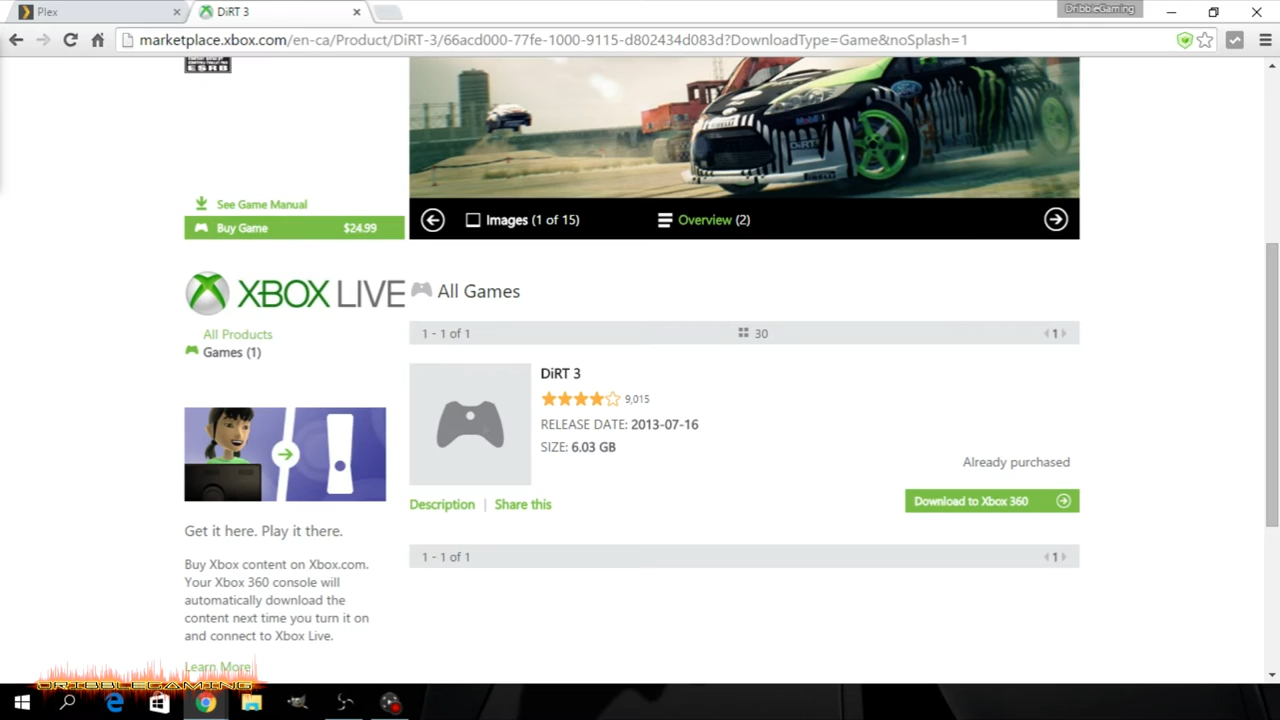 Plex
DiRT 3
DribbleGaming
marketplace.xbox.com/en-ca/Product/DiRT-3/66acd000-77fe-1000-9115-d802434d083d?DownloadType=Game&noSplash=1
ESRB
See Game Manual
Buy Game $24.99
Images (1 of 15) Overview (2)
XBOX LIVE
All Games
All Products
Games (1)
1 - 1 of 1 30 1
DiRT 3
9,015
RELEASE DATE: 2013-07-16
SIZE: 6.03 GB
Already purchased
Description | Share this
Download to Xbox 360
1 - 1 of 1 1
Get it here. Play it there.
Buy Xbox content on Xbox.com.
Your Xbox 360 console will
automatically download the
content next time you turn it on
and connect to Xbox Live.
Learn More
DRIBBLEGAMING